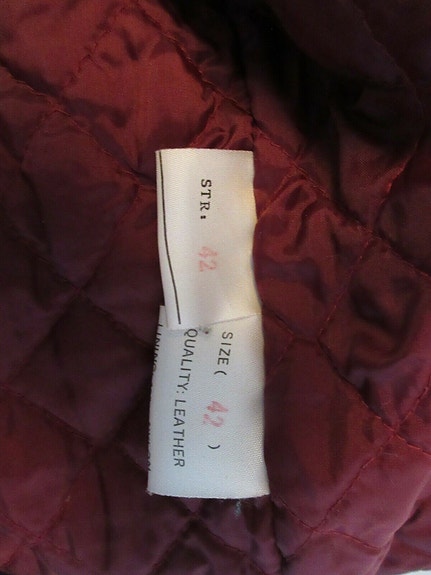 STR. 42
SIZE ( 42 )
QUALITY: LEATHER